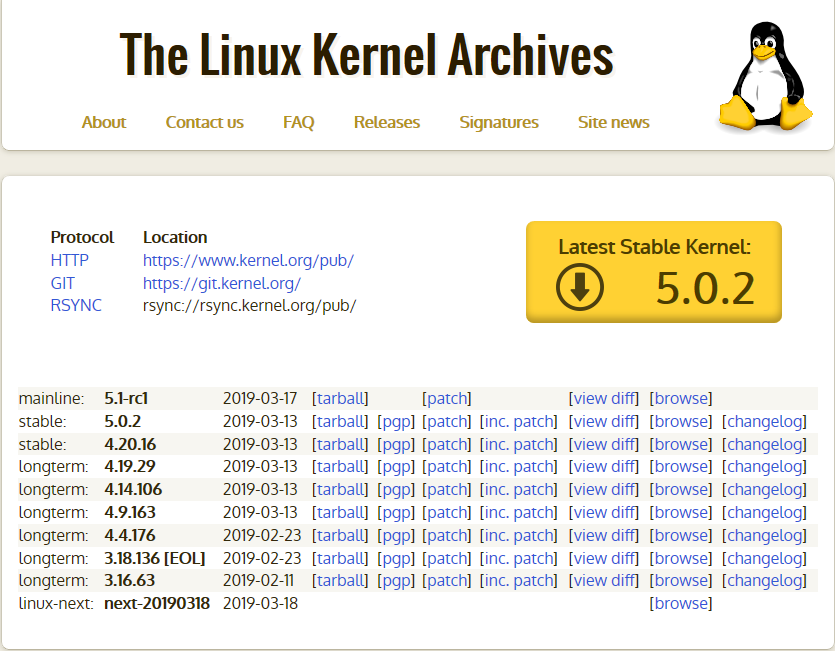 The Linux Kernel Archives
About Contact us FAQ Releases Signatures Site news
Protocol Location
HTTP https://www.kernel.org/pub/
GIT https://git.kernel.org/
RSYNC rsync://rsync.kernel.org/pub/
Latest Stable Kernel:
5.0.2
mainline: 5.1-rc1 2019-03-17 [tarball] [patch] [view diff] [browse]
stable: 5.0.2 2019-03-13 [tarball] [pgp] [patch] [inc. patch] [view diff] [browse] [changelog]
stable: 4.20.16 2019-03-13 [tarball] [pgp] [patch] [inc. patch] [view diff] [browse] [changelog]
longterm: 4.19.29 2019-03-13 [tarball] [pgp] [patch] [inc. patch] [view diff] [browse] [changelog]
longterm: 4.14.106 2019-03-13 [tarball] [pgp] [patch] [inc. patch] [view diff] [browse] [changelog]
longterm: 4.9.163 2019-03-13 [tarball] [pgp] [patch] [inc. patch] [view diff] [browse] [changelog]
longterm: 4.4.176 2019-02-23 [tarball] [pgp] [patch] [inc. patch] [view diff] [browse] [changelog]
longterm: 3.18.136 [EOL] 2019-02-23 [tarball] [pgp] [patch] [inc. patch] [view diff] [browse] [changelog]
longterm: 3.16.63 2019-02-11 [tarball] [pgp] [patch] [inc. patch] [view diff] [browse] [changelog]
linux-next: next-20190318 2019-03-18 [browse]